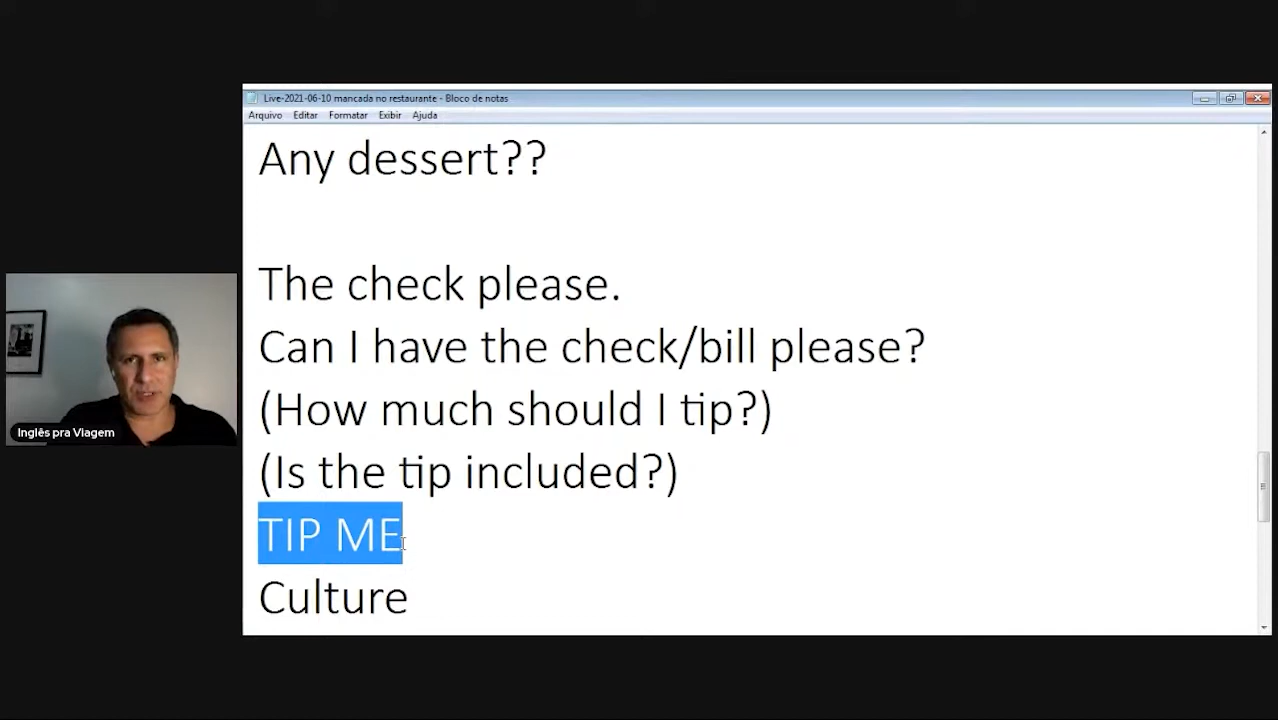 Live-2021-06-10 mancada no restaurante - Bloco de notas
Arquivo Editar Formatar Exibir Ajuda
Any dessert??
The check please.
Can I have the check/bill please?
(How much should I tip?)
(Is the tip included?)
TIP ME
Culture
Inglês pra Viagem